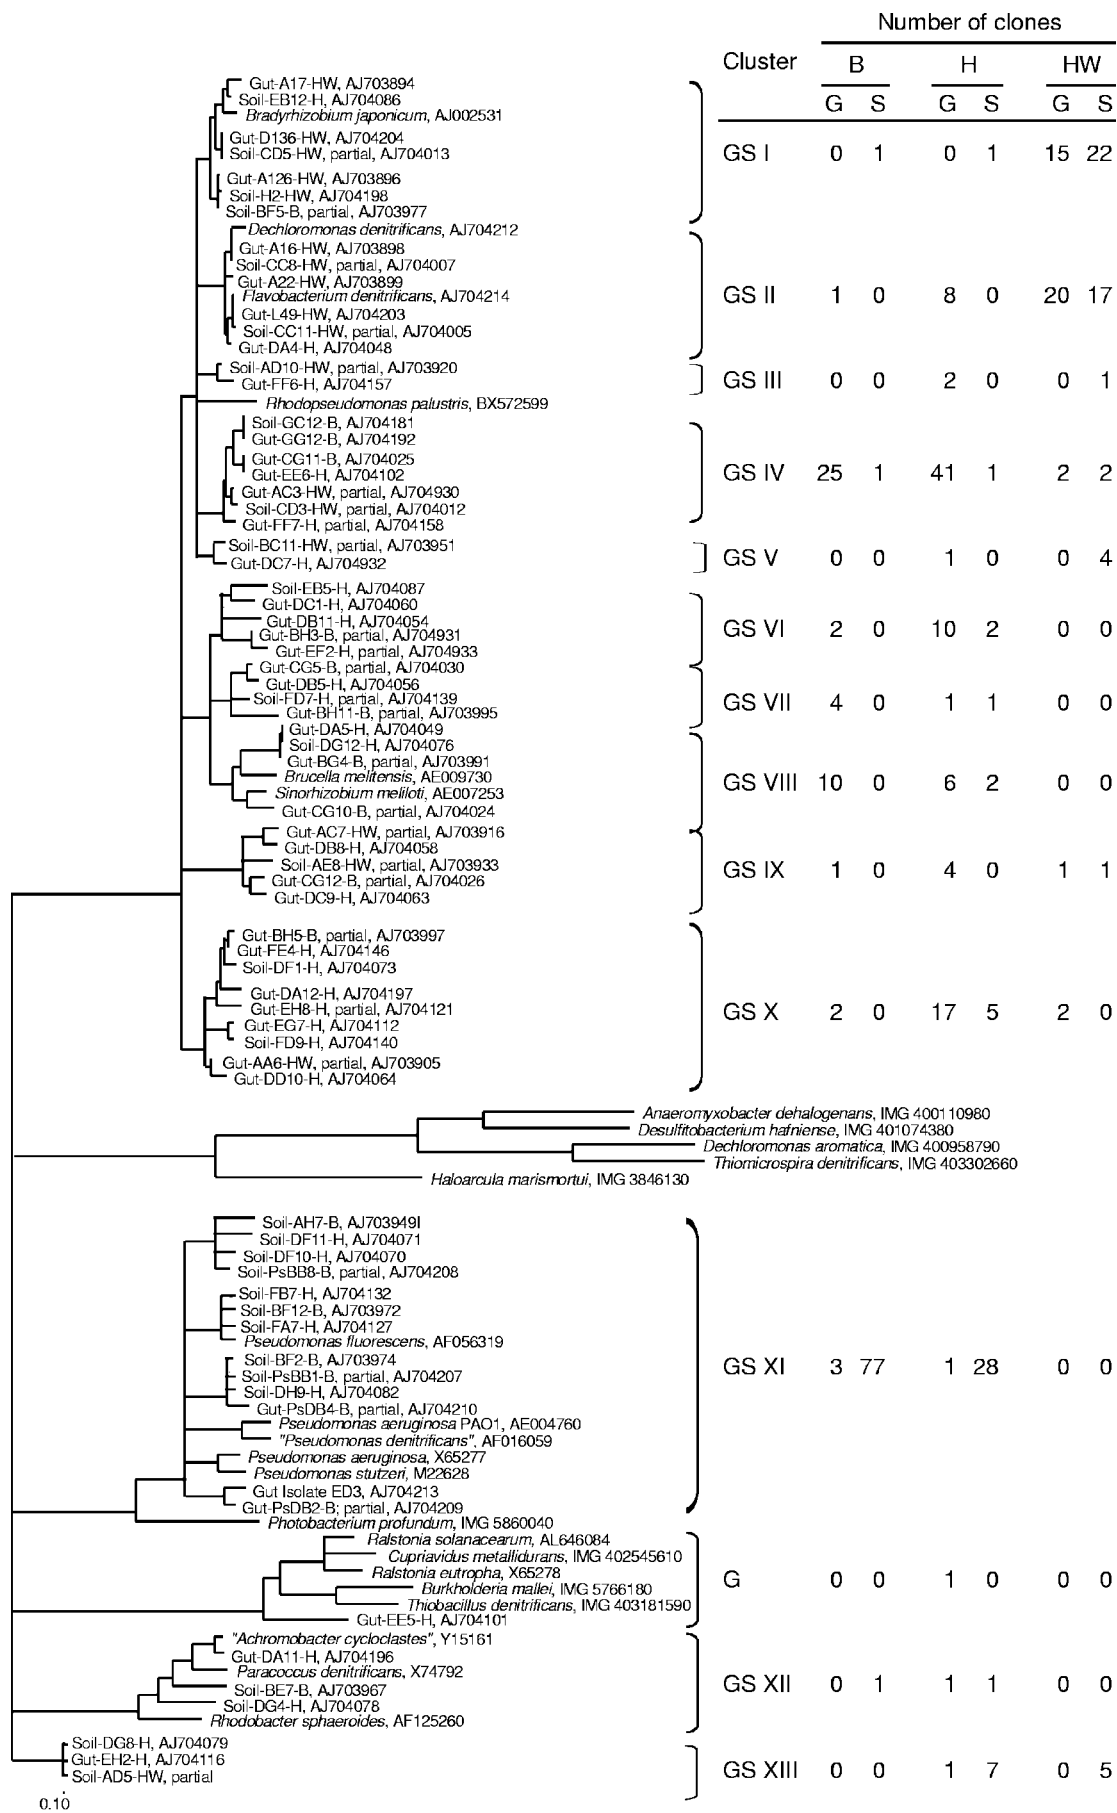 Number of clones
Cluster B H HW
G S G S G S
Gut-A17-HW, AJ703894
Soil-EB12-H, AJ704086
Bradyrhizobium japonicum, AJ002531
Gut-D136-HW, AJ704204
Soil-CD5-HW, partial, AJ704013
GS I 0 1 0 1 15 22
Gut-A126-HW, AJ703896
Soil-H2-HW, AJ704198
Soil-BF5-B, partial, AJ703977
Dechloromonas denitrificans, AJ704212
Gut-A16-HW, AJ703898
Soil-CC8-HW, partial, AJ704007
Gut-A22-HW, AJ703899
Flavobacterium denitrificans, AJ704214
GS II 1 0 8 0 20 17
Gut-L49-HW, AJ704203
Soil-CC11-HW, partial, AJ704005
Gut-DA4-H, AJ704048
Soil-AD10-HW, partial, AJ703920
Gut-FF6-H, AJ704157
GS III 0 0 2 0 0 1
Rhodopseudomonas palustris, BX572599
Soil-GC12-B, AJ704181
Gut-GG12-B, AJ704192
Gut-CG11-B, AJ704025
Gut-EE6-H, AJ704102
GS IV 25 1 41 1 2 2
Gut-AC3-HW, partial, AJ704930
Soil-CD3-HW, partial, AJ704012
Gut-FF7-H, partial, AJ704158
Soil-BC11-HW, partial, AJ703951
Gut-DC7-H, AJ704932
GS V 0 0 1 0 0 4
Soil-EB5-H, AJ704087
Gut-DC1-H, AJ704060
Gut-DB11-H, AJ704054
Gut-BH3-B, partial, AJ704931
GS VI 2 0 10 2 0 0
Gut-EF2-H, partial, AJ704933
Gut-CG5-B, partial, AJ704030
Gut-DB5-H, AJ704056
Soil-FD7-H, partial, AJ704139
GS VII 4 0 1 1 0 0
Gut-BH11-B, partial, AJ703995
Gut-DA5-H, AJ704049
Soil-DG12-H, AJ704076
Gut-BG4-B, partial, AJ703991
Brucella melitensis, AE009730
GS VIII 10 0 6 2 0 0
Sinorhizobium meliloti, AE007253
Gut-CG10-B, partial, AJ704024
Gut-AC7-HW, partial, AJ703916
Gut-DB8-H, AJ704058
Soil-AE8-HW, partial, AJ703933
GS IX 1 0 4 0 1 1
Gut-CG12-B, partial, AJ704026
Gut-DC9-H, AJ704063
Gut-BH5-B, partial, AJ703997
Gut-FE4-H, AJ704146
Soil-DF1-H, AJ704073
Gut-DA12-H, AJ704197
Gut-EH8-H, partial, AJ704121
GS X 2 0 17 5 2 0
Gut-EG7-H, AJ704112
Soil-FD9-H, AJ704140
Gut-AA6-HW, partial, AJ703905
Gut-DD10-H, AJ704064
Anaeromyxobacter dehalogenans, IMG 400110980
Desulfitobacterium hafniense, IMG 401074380
Dechloromonas aromatica, IMG 400958790
Thiomicrospira denitrificans, IMG 403302660
Haloarcula marismortui, IMG 3846130
Soil-AH7-B, AJ703949I
Soil-DF11-H, AJ704071
Soil-DF10-H, AJ704070
Soil-PsBB8-B, partial, AJ704208
Soil-FB7-H, AJ704132
Soil-BF12-B, AJ703972
Soil-FA7-H, AJ704127
Pseudomonas fluorescens, AF056319
Soil-BF2-B, AJ703974
GS XI 3 77 1 28 0 0
Soil-PsBB1-B, partial, AJ704207
Soil-DH9-H, AJ704082
Gut-PsDB4-B, partial, AJ704210
Pseudomonas aeruginosa PAO1, AE004760
"Pseudomonas denitrificans", AF016059
Pseudomonas aeruginosa, X65277
Pseudomonas stutzeri, M22628
Gut Isolate ED3, AJ704213
Gut-PsDB2-B; partial, AJ704209
Photobacterium profundum, IMG 5860040
Ralstonia solanacearum, AL646084
Cupriavidus metallidurans, IMG 402545610
Ralstonia eutropha, X65278
G 0 0 1 0 0 0
Burkholderia mallei, IMG 5766180
Thiobacillus denitrificans, IMG 403181590
Gut-EE5-H, AJ704101
"Achromobacter cycloclastes", Y15161
Gut-DA11-H, AJ704196
Paracoccus denitrificans, X74792
GS XII 0 1 1 1 0 0
Soil-BE7-B, AJ703967
Soil-DG4-H, AJ704078
Rhodobacter sphaeroides, AF125260
Soil-DG8-H, AJ704079
Gut-EH2-H, AJ704116
GS XIII 0 0 1 7 0 5
Soil-AD5-HW, partial
0.10